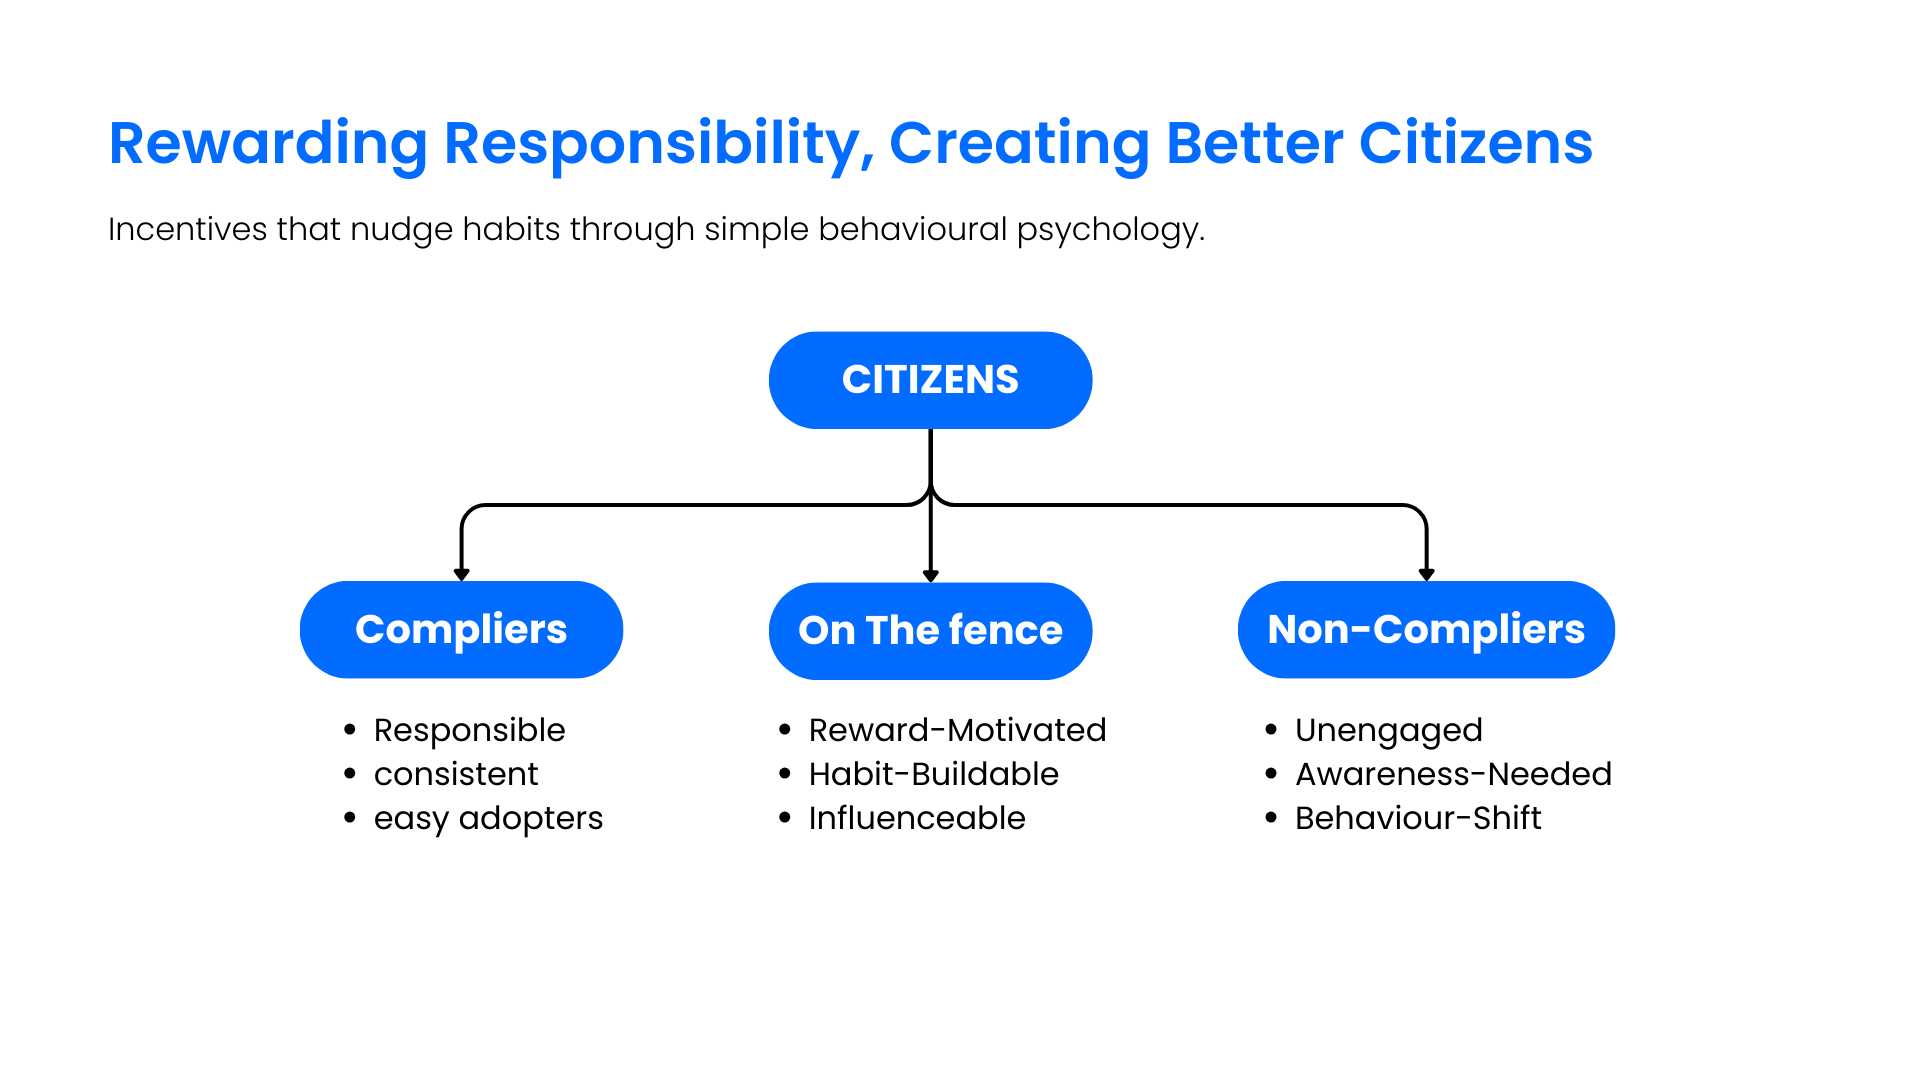 Rewarding Responsibility, Creating Better Citizens
Incentives that nudge habits through simple behavioural psychology.
CITIZENS
Compliers
On The fence
Non-Compliers
• Responsible
• consistent
• easy adopters
• Reward-Motivated
• Habit-Buildable
• Influenceable
• Unengaged
• Awareness-Needed
• Behaviour-Shift